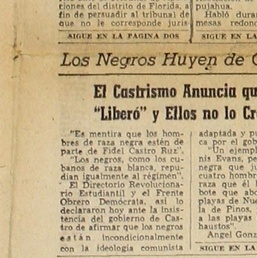 ciones del distrito de Florida, a
fin de persuadir al tribunal de
que no le corresponde juris-
SIGUE EN LA PAGINA DOS
pujahua.
Habló durar
mesas redond
SIGUE EN LA
Los Negros Huyen de C
El Castrismo Anuncia qu
"Liberó" y Ellos no lo Cr
"Es mentira que los hom-
bres de raza negra estén de
parte de Fidel Castro Ruz".
"Los negros, como los cu-
banos de raza blanca, repu-
dian igualmente al régimen".
El Directorio Revoluciona-
rio Estudiantil y el Frente
Obrero Demócrata, así lo
declararon hoy ante la insis-
tencia del gobierno de Cas-
tro de afirmar que los negros
están incondicionalmente
con la ideología comunista
adaptada y p
ca por el gob
"Un ejempl
nis Evans, pe
negra que ju
cuatro hom
raza que él l
bote que abo
playas de Nu
la de Pinos,
a las playas
haustos".
Angel Gonz
SIGUE EN LA